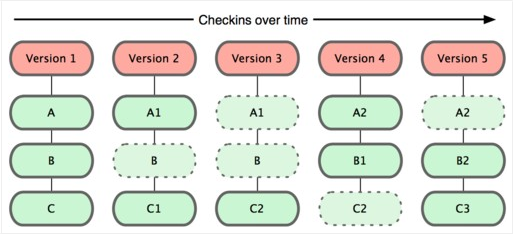 Checkins over time
Version 1 Version 2 Version 3 Version 4 Version 5
A A1 A1 A2 A2
B B B B1 B2
C C1 C2 C2 C3